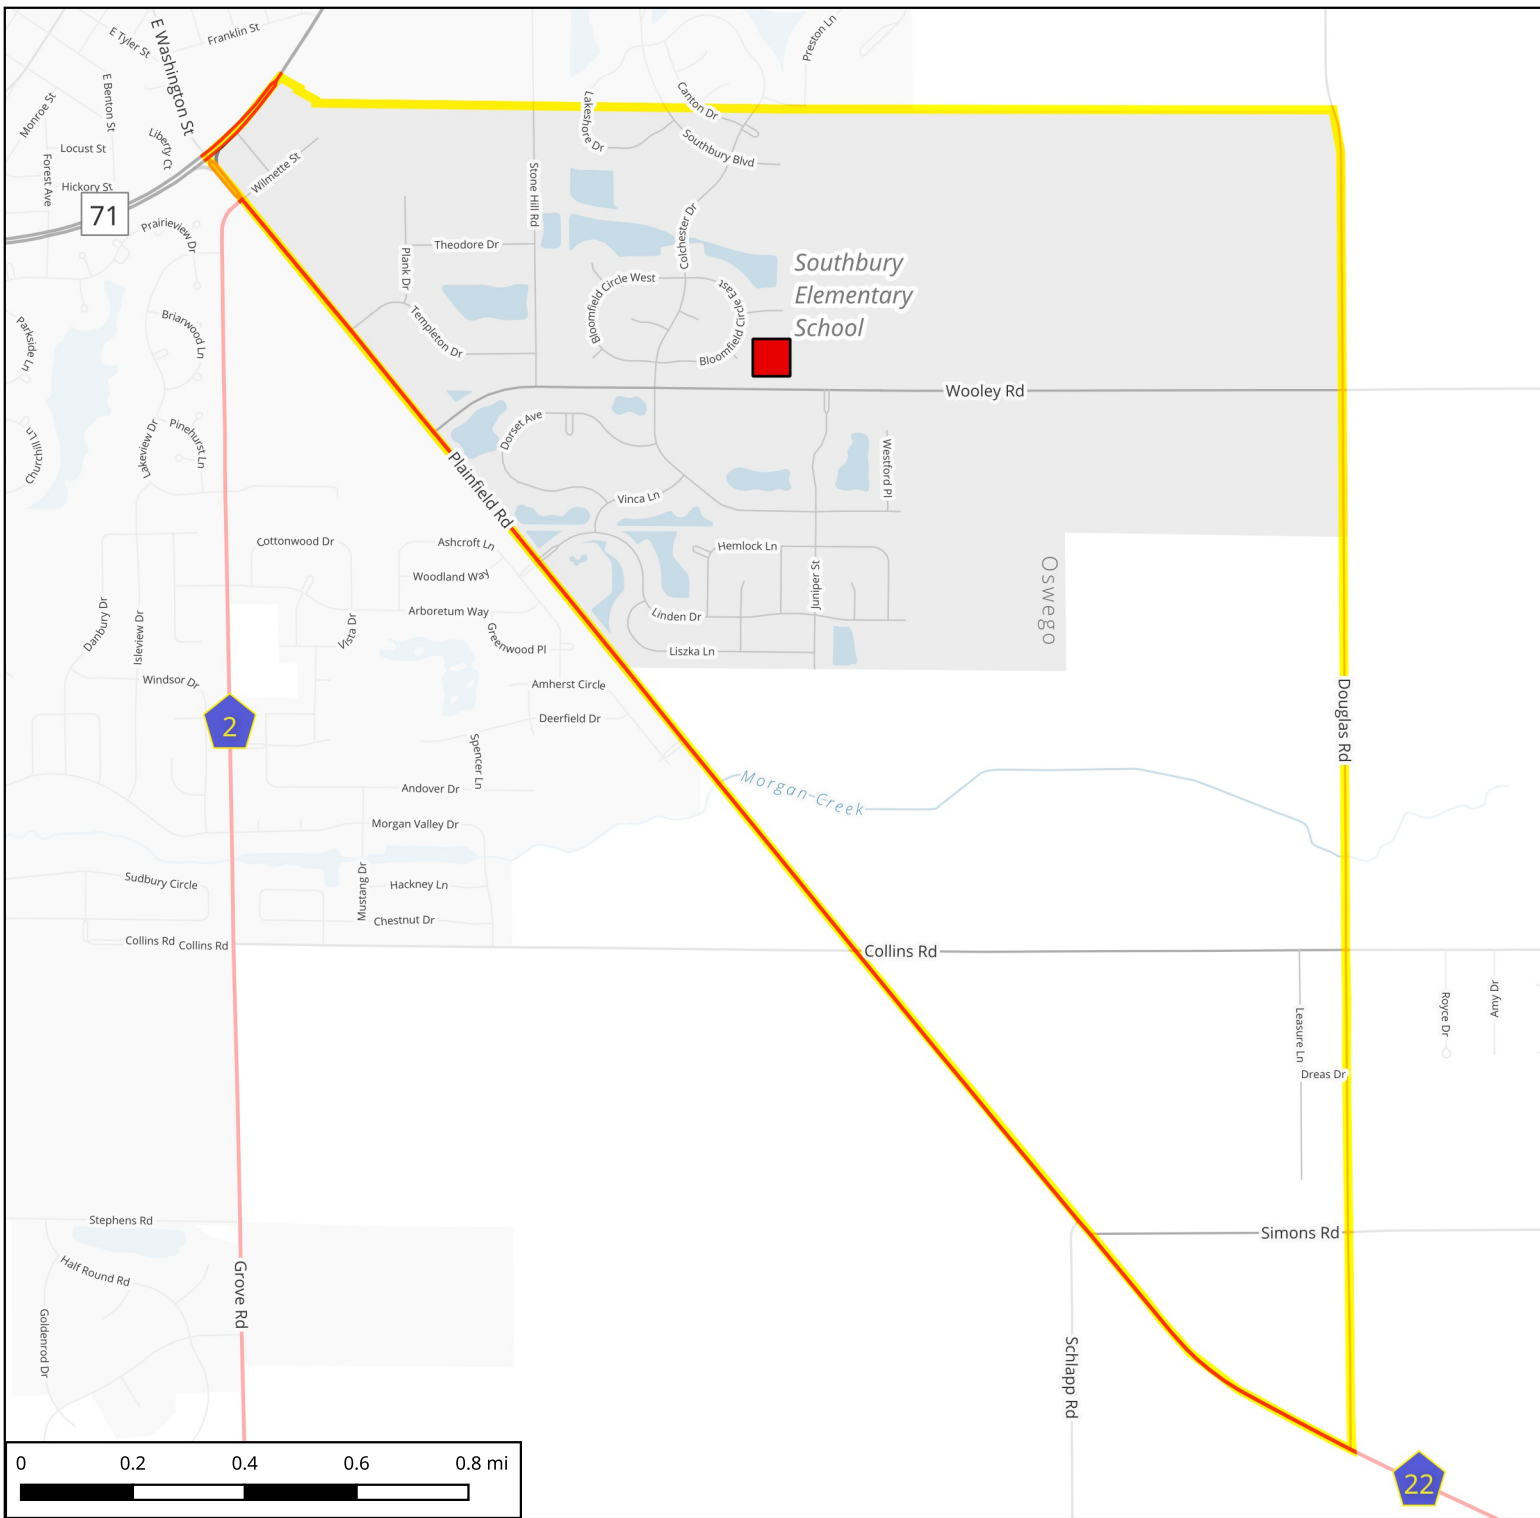 E Tyler St
Franklin St
E Washington St
Preston Ln
Monroe St
E Benton St
Locust St
Liberty Ct
Forest Ave
Hickory St
71
Wilmette St
Prairieview Dr
Lakeshore Dr
Canton Dr
Southbury Blvd
Stone Hill Rd
Theodore Dr
Plank Dr
Templeton Dr
Colchester Dr
Bloomfield Circle West
Bloomfield Circle East
Bloomfield
Southbury
Elementary
School
Parkside Ln
Briarwood Ln
Wooley Rd
Churchill Ln
Lakeview Dr
Pinehurst Ln
Dorset Ave
Westford Pl
Plainfield Rd
Vinca Ln
Cottonwood Dr
Ashcroft Ln
Woodland Way
Arboretum Way
Greenwood Pl
Hemlock Ln
Juniper St
Linden Dr
Liszka Ln
Oswego
Danbury Dr
Isleview Dr
Vista Dr
Windsor Dr
Amherst Circle
Deerfield Dr
Spencer Ln
2
Douglas Rd
Morgan Creek
Andover Dr
Morgan Valley Dr
Mustang Dr
Hackney Ln
Chestnut Dr
Sudbury Circle
Collins Rd
Collins Rd
Collins Rd
Leasure Ln
Dreas Dr
Royce Dr
Amy Dr
Stephens Rd
Half Round Rd
Goldenrod Dr
Grove Rd
Simons Rd
Schlapp Rd
22
0 0.2 0.4 0.6 0.8 mi